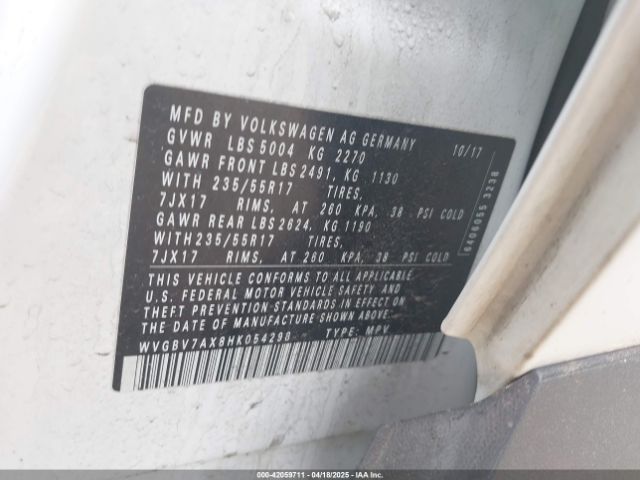 MFD BY VOLKSWAGEN AG GERMANY 10/17
GVWR LBS 5004 KG 2270
GAWR FRONT LBS 2491, KG 1130
WITH 235/55R17 TIRES,
7JX17 RIMS, AT 260 KPA, 38 PSI COLD
GAWR REAR LBS 2624, KG 1190
WITH235/55R17 TIRES,
7JX17 RIMS, AT 260 KPA, 38 PSI COLD
THIS VEHICLE CONFORMS TO ALL APPLICABLE
U.S. FEDERAL MOTOR VEHICLE SAFETY AND
THEFT PREVENTION STANDARDS IN EFFECT ON
THE DATE OF MANUFACTURE SHOWN ABOVE.
WVGBV7AX8HK054298 TYPE: MPV
6406055 3238
000-42059711 - 04/18/2025 - IAAI.COM